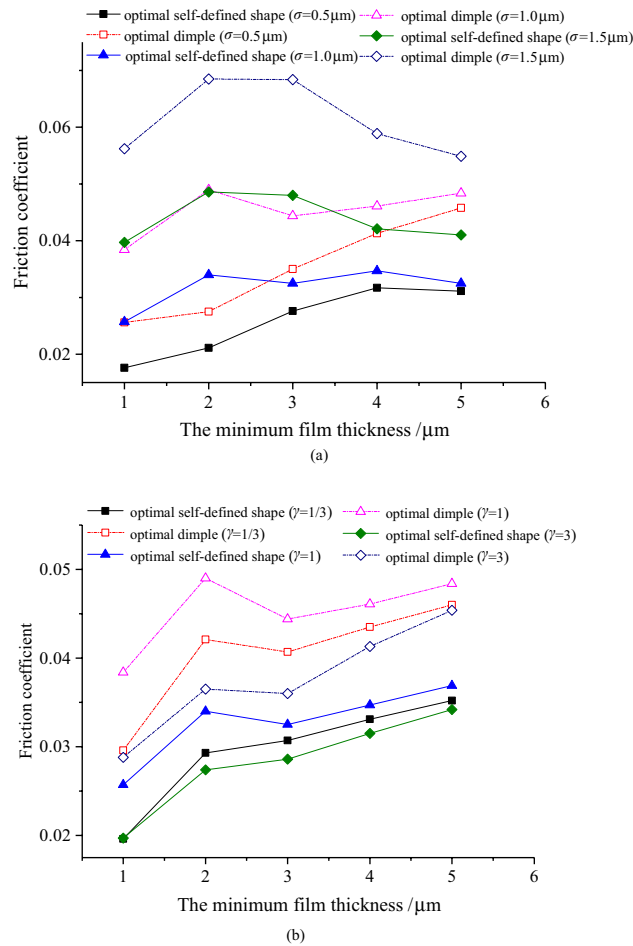 optimal self-defined shape (σ=0.5μm)
optimal dimple (σ=0.5μm)
optimal self-defined shape (σ=1.0μm)
optimal dimple (σ=1.0μm)
optimal self-defined shape (σ=1.5μm)
optimal dimple (σ=1.5μm)
Friction coefficient
0.06
0.04
0.02
1 2 3 4 5 6
The minimum film thickness /μm
(a)
optimal self-defined shape (γ=1/3)
optimal dimple (γ=1/3)
optimal self-defined shape (γ=1)
optimal dimple (γ=1)
optimal self-defined shape (γ=3)
optimal dimple (γ=3)
Friction coefficient
0.05
0.04
0.03
0.02
1 2 3 4 5 6
The minimum film thickness /μm
(b)